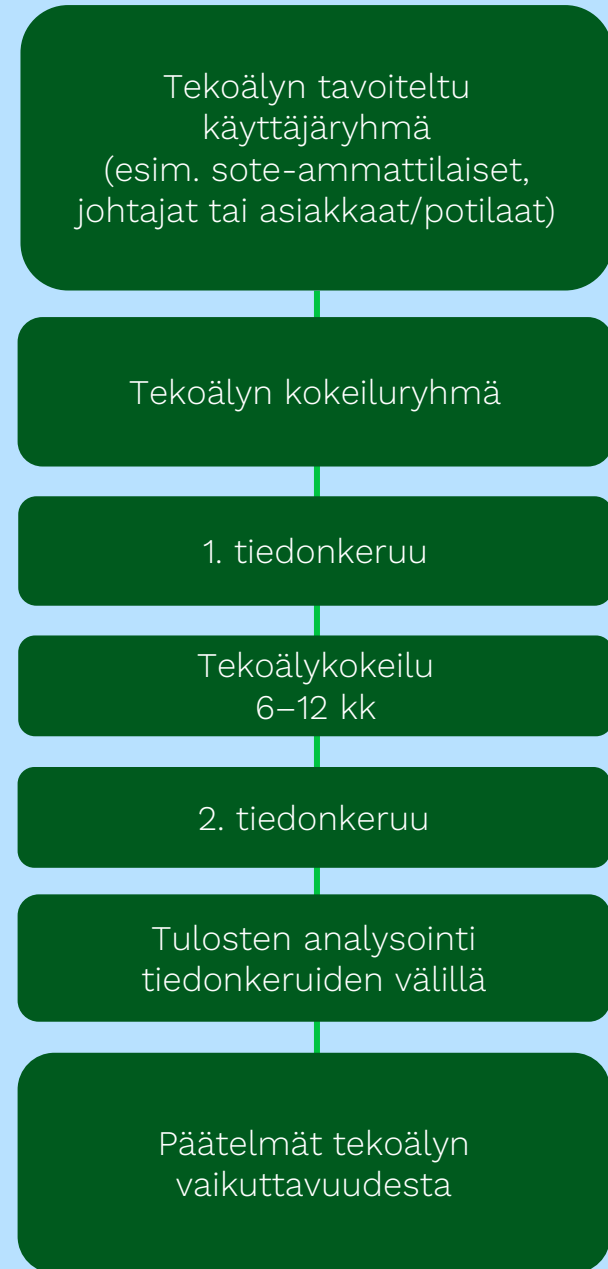 Tekoälyn tavoiteltu
käyttäjäryhmä
(esim. sote-ammattilaiset,
johtajat tai asiakkaat/potilaat)
Tekoälyn kokeiluryhmä
1. tiedonkeruu
Tekoälykokeilu
6–12 kk
2. tiedonkeruu
Tulosten analysointi
tiedonkeruiden välillä
Päätelmät tekoälyn
vaikuttavuudesta